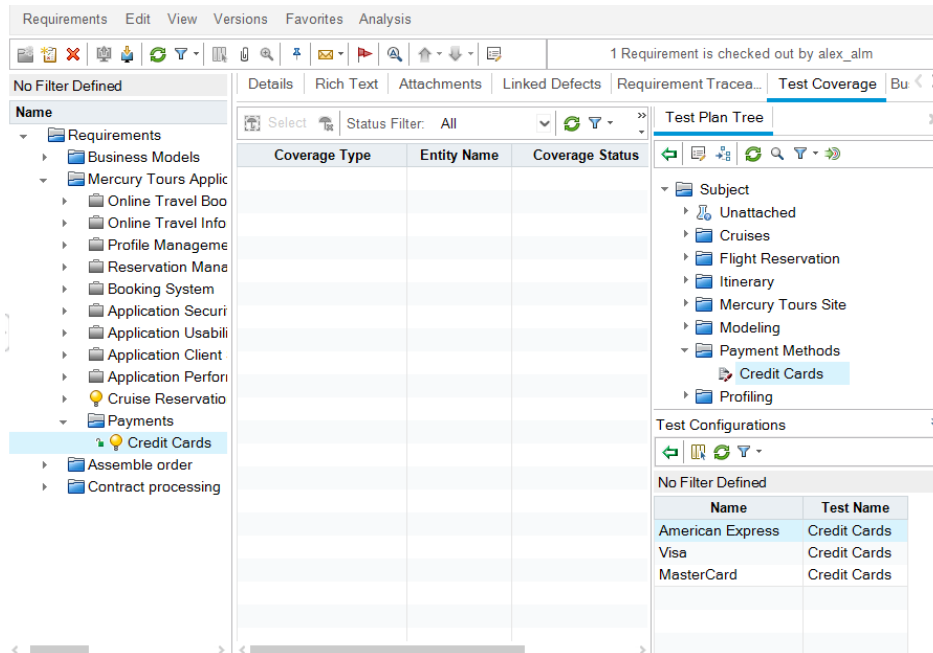 Requirements Edit View Versions Favorites Analysis
1 Requirement is checked out by alex_alm
No Filter Defined
Name
Requirements
Business Models
Mercury Tours Applic
Online Travel Boo
Online Travel Info
Profile Manageme
Reservation Mana
Booking System
Application Securi
Application Usabili
Application Client
Application Perfor
Cruise Reservatio
Payments
Credit Cards
Assemble order
Contract processing
Details Rich Text Attachments Linked Defects Requirement Tracea... Test Coverage Bu
Select Status Filter: All
Coverage Type Entity Name Coverage Status
Test Plan Tree
Subject
Unattached
Cruises
Flight Reservation
Itinerary
Mercury Tours Site
Modeling
Payment Methods
Credit Cards
Profiling
Test Configurations
No Filter Defined
Name Test Name
American Express Credit Cards
Visa Credit Cards
MasterCard Credit Cards